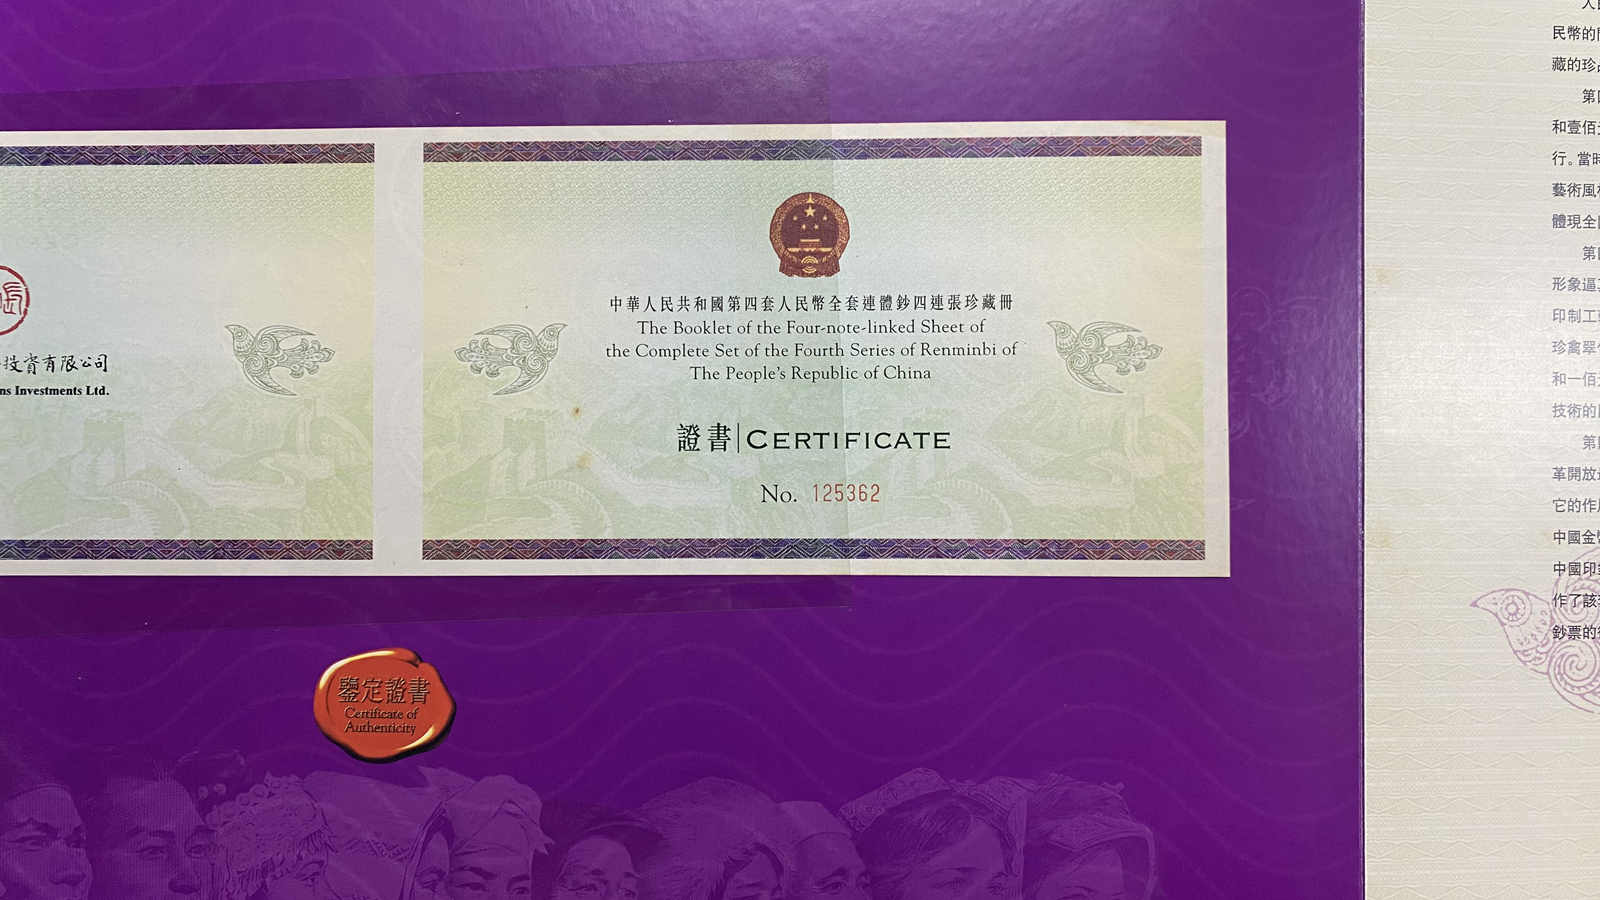 投資有限公司
ns Investments Ltd.
中華人民共和國第四套人民幣全套連體鈔四連張珍藏冊
The Booklet of the Four-note-linked Sheet of
the Complete Set of the Fourth Series of Renminbi of
The People's Republic of China
證書|CERTIFICATE
No. 125362
鑒定證書
Certificate of
Authenticity
民幣的
藏的珍
第
和壹佰
行。當時
藝術風
體現全
第
形象逼
印制工
珍禽翠
和一佰
技術的
第
革開放
它的作
中國金
中國印
作了該
鈔票的